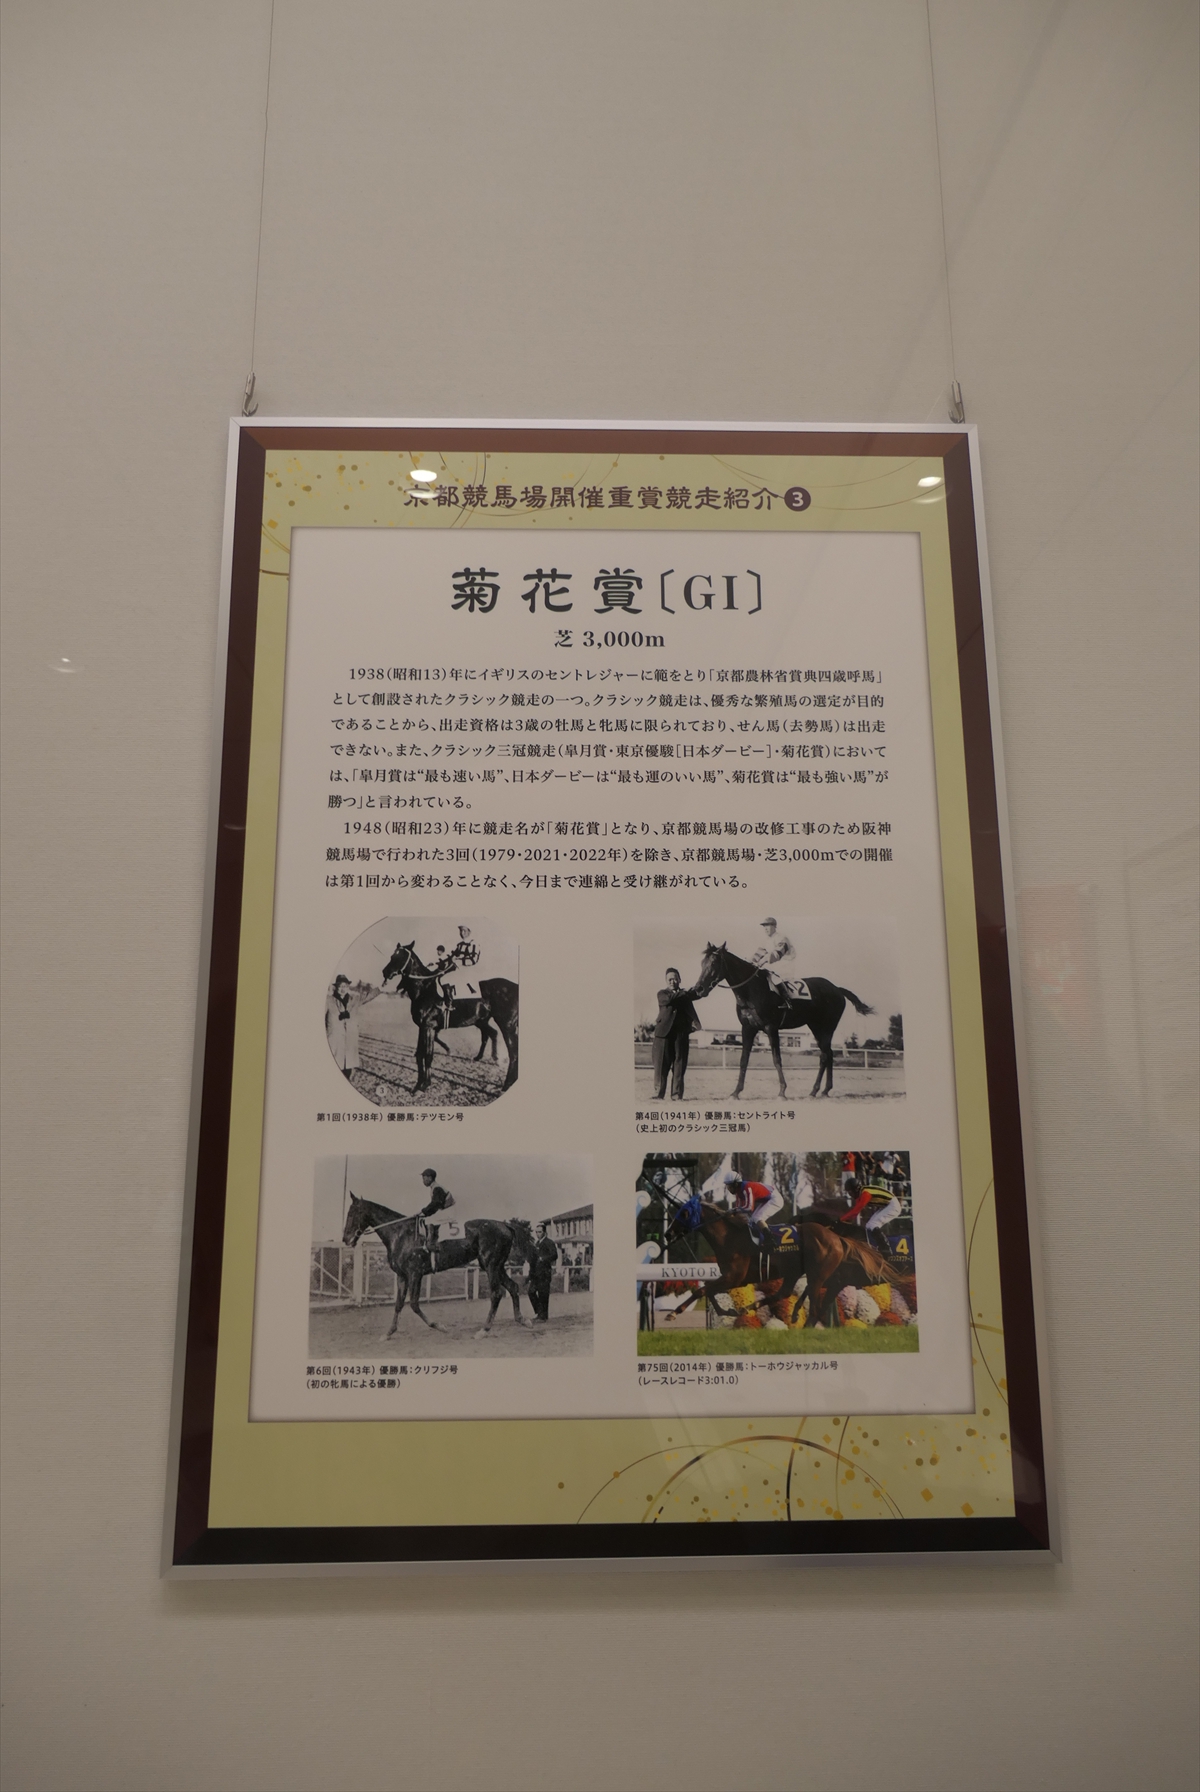 京都競馬場開催重賞競走紹介❸
菊花賞〔GI〕
芝 3,000m
1938(昭和13)年にイギリスのセントレジャーに範をとり「京都農林省賞典四歳呼馬」
として創設されたクラシック競走の一つ。クラシック競走は、優秀な繁殖馬の選定が目的
であることから、出走資格は3歳の牡馬と牝馬に限られており、せん馬(去勢馬)は出走
できない。また、クラシック三冠競走(皐月賞・東京優駿[日本ダービー]・菊花賞)において
は、「皐月賞は“最も速い馬”、日本ダービーは“最も運のいい馬”、菊花賞は“最も強い馬”が
勝つ」と言われている。
1948(昭和23)年に競走名が「菊花賞」となり、京都競馬場の改修工事のため阪神
競馬場で行われた3回(1979・2021・2022年)を除き、京都競馬場・芝3,000mでの開催
は第1回から変わることなく、今日まで連綿と受け継がれている。
1
12
第1回(1938年) 優勝馬:テツモン号
第4回(1941年) 優勝馬:セントライト号
(史上初のクラシック三冠馬)
5
2
4
KYOTO R
第6回(1943年) 優勝馬:クリフジ号
(初の牝馬による優勝)
第75回(2014年) 優勝馬:トーホウジャッカル号
(レースレコード3:01.0)